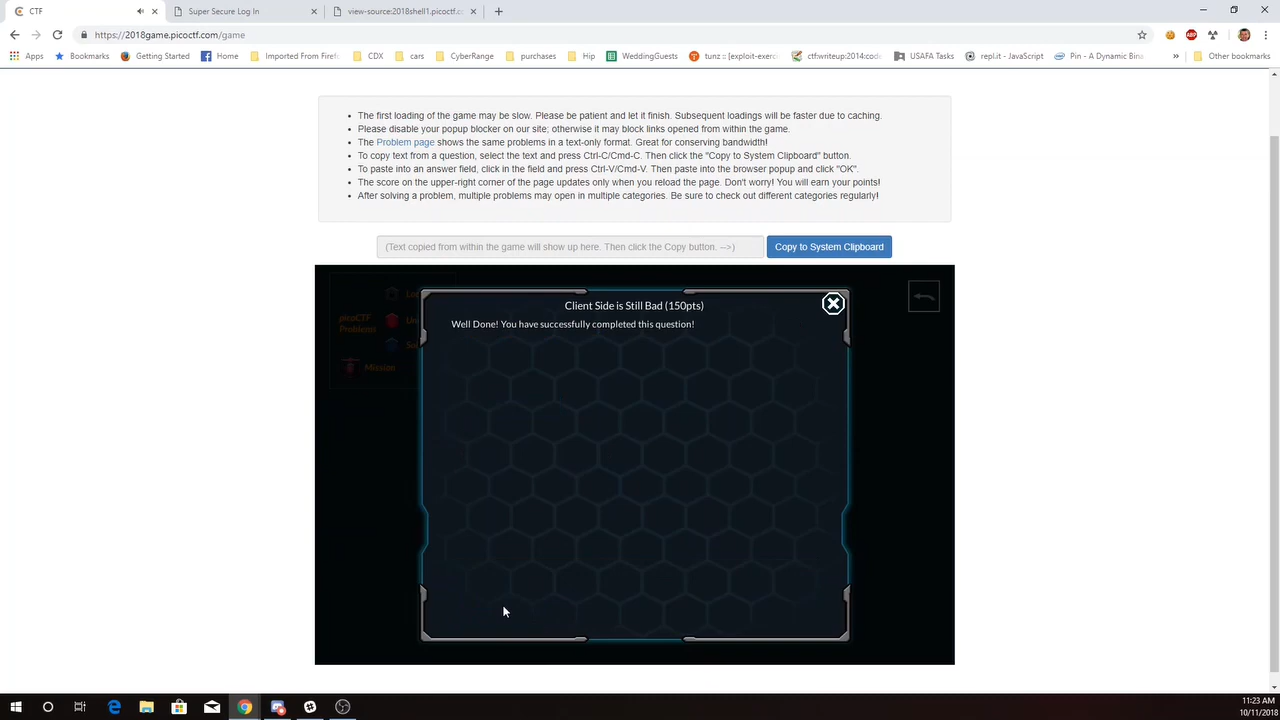 CTF
Super Secure Log In
view-source:2018shell1.picoctf.c
https://2018game.picoctf.com/game
Apps
Bookmarks
Getting Started
Home
Imported From Firef
CDX
cars
CyberRange
purchases
Hip
WeddingGuests
tunz ::: [exploit-exerci
ctf:writeup:2014:code
USAFA Tasks
repl.it - JavaScript
Pin - A Dynamic Bina
»
Other bookmarks
• The first loading of the game may be slow. Please be patient and let it finish. Subsequent loadings will be faster due to caching.
• Please disable your popup blocker on our site; otherwise it may block links opened from within the game.
• The Problem page shows the same problems in a text-only format. Great for conserving bandwidth!
• To copy text from a question, select the text and press Ctrl-C/Cmd-C. Then click the "Copy to System Clipboard" button.
• To paste into an answer field, click in the field and press Ctrl-V/Cmd-V. Then paste into the browser popup and click "OK".
• The score on the upper-right corner of the page updates only when you reload the page. Don't worry! You will earn your points!
• After solving a problem, multiple problems may open in multiple categories. Be sure to check out different categories regularly!
(Text copied from within the game will show up here. Then click the Copy button. -->)
Copy to System Clipboard
Client Side is Still Bad (150pts)
Well Done! You have successfully completed this question!
picoCTF
Problems
Mission
11:23 AM
10/11/2018